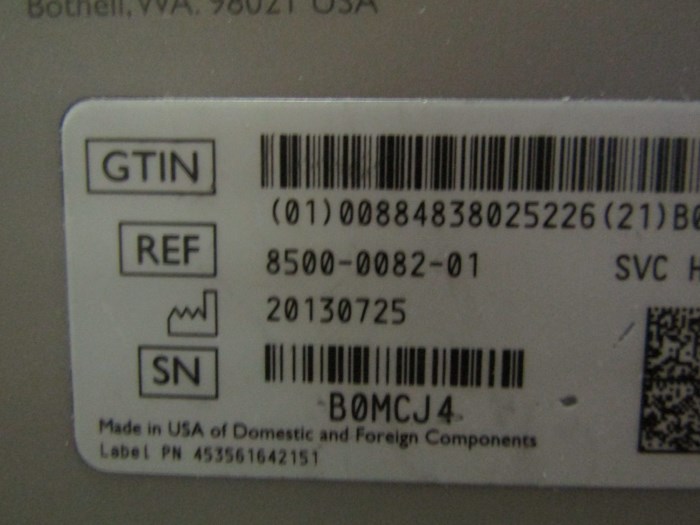 Bothell, WA. 98021 USA
GTIN
(01)00884838025226(21)B0
REF 8500-0082-01 SVC H
20130725
SN
B0MCJ4
Made in USA of Domestic and Foreign Components
Label PN 453561642151